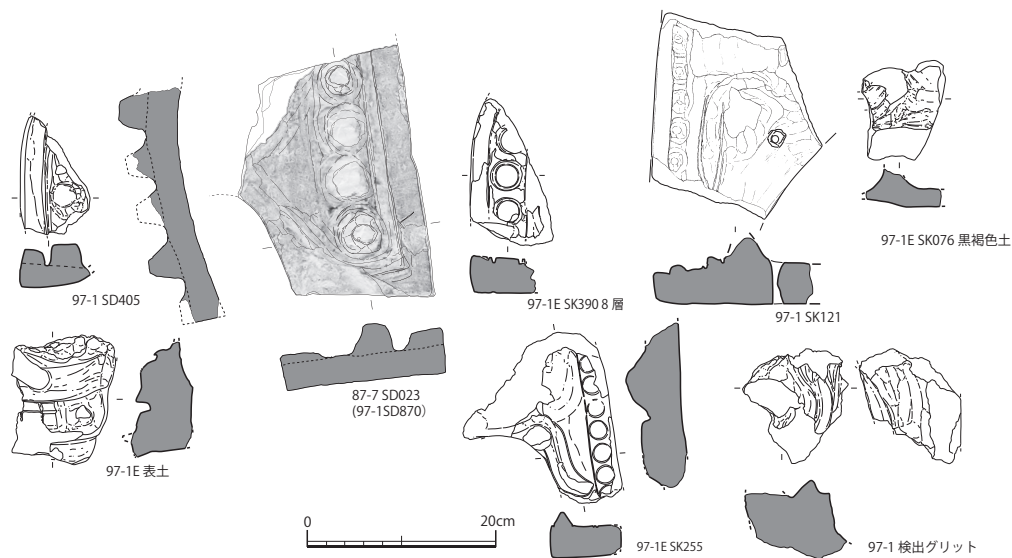 97-1 SD405
97-1E SK390 8 層
97-1E SK076 黒褐色土
97-1 SK121
87-7 SD023
(97-1SD870)
97-1E 表土
0
20cm
97-1E SK255
97-1 検出グリット